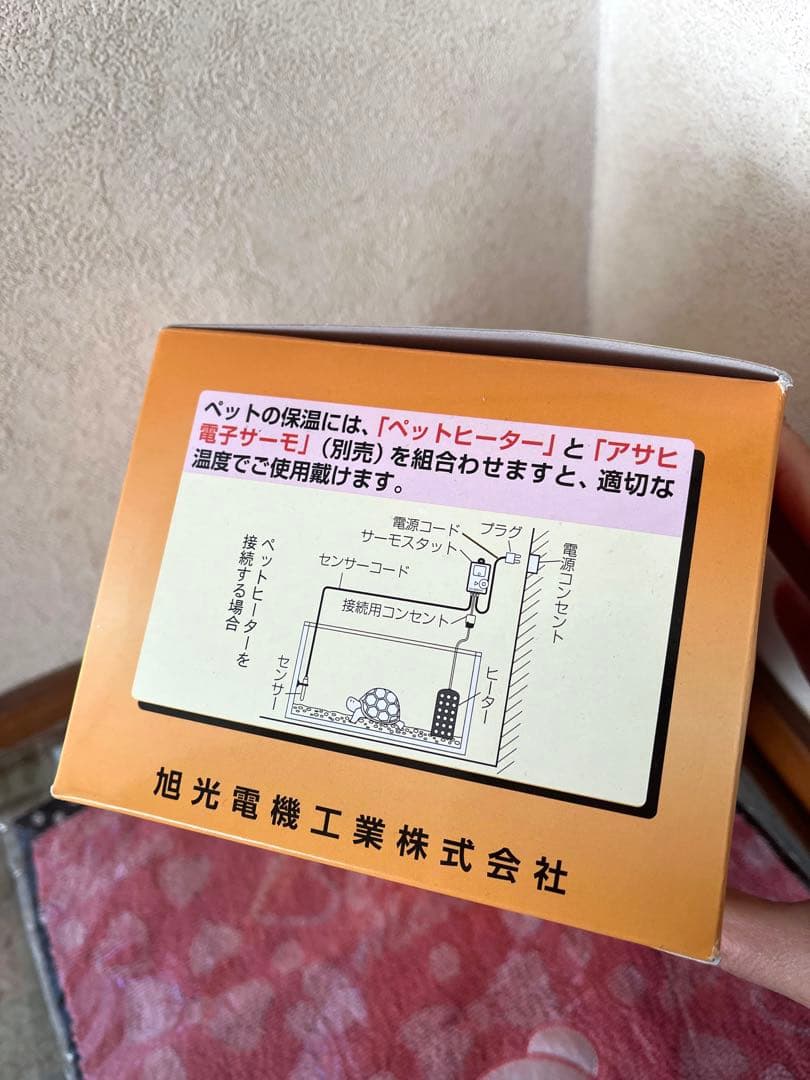 ペットの保温には、「ペットヒーター」と「アサヒ
電子サーモ」(別売)を組合わせますと、適切な
温度でご使用戴けます。
電源コード
プラグ
サーモスタット
電源コンセント
センサーコード
接続用コンセント
ペットヒーターを
接続する場合
センサー
ヒーター
旭光電機工業株式会社